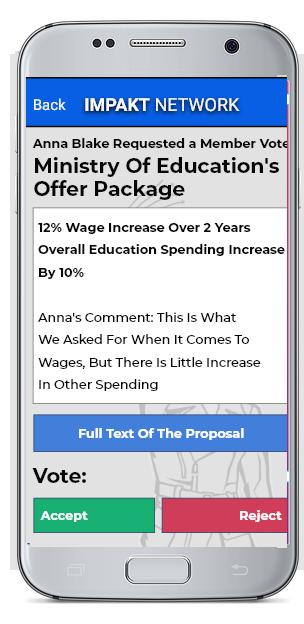 Back IMPAKT NETWORK
Anna Blake Requested a Member Vote
Ministry Of Education's
Offer Package
12% Wage Increase Over 2 Years
Overall Education Spending Increase
By 10%
Anna's Comment: This Is What
We Asked For When It Comes To
Wages, But There Is Little Increase
In Other Spending
Full Text Of The Proposal
Vote:
Accept Reject